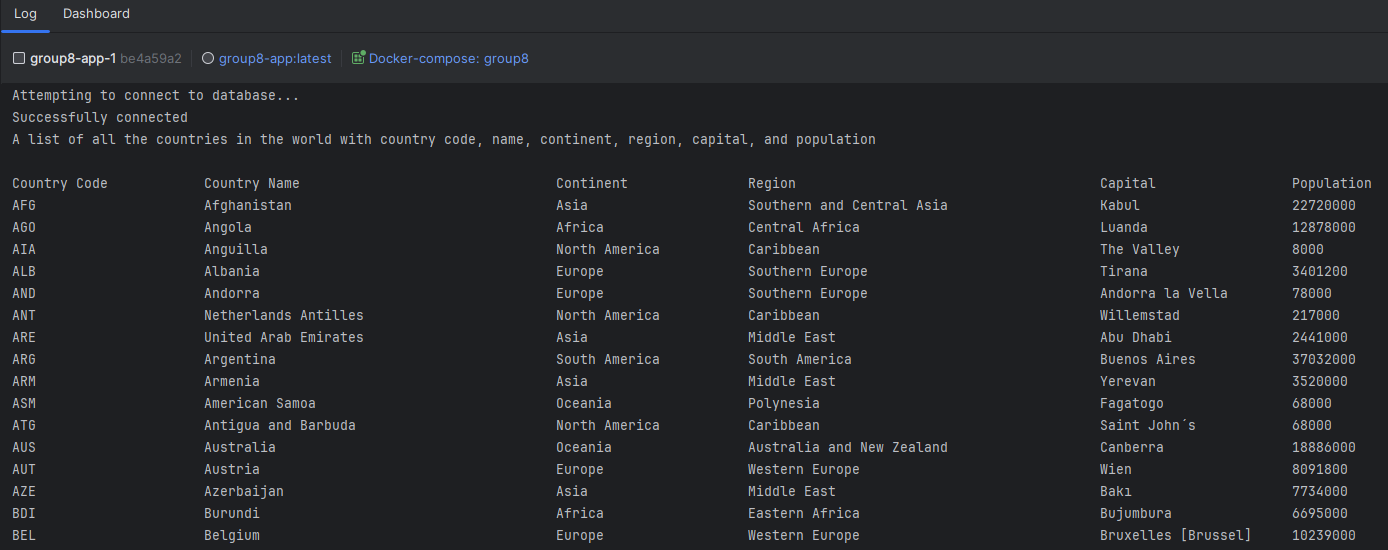 Log Dashboard
group8-app-1 be4a59a2 group8-app:latest Docker-compose: group8
Attempting to connect to database...
Successfully connected
A list of all the countries in the world with country code, name, continent, region, capital, and population
Country Code Country Name Continent Region Capital Population
AFG Afghanistan Asia Southern and Central Asia Kabul 22720000
AGO Angola Africa Central Africa Luanda 12878000
AIA Anguilla North America Caribbean The Valley 8000
ALB Albania Europe Southern Europe Tirana 3401200
AND Andorra Europe Southern Europe Andorra la Vella 78000
ANT Netherlands Antilles North America Caribbean Willemstad 217000
ARE United Arab Emirates Asia Middle East Abu Dhabi 2441000
ARG Argentina South America South America Buenos Aires 37032000
ARM Armenia Asia Middle East Yerevan 3520000
ASM American Samoa Oceania Polynesia Fagatogo 68000
ATG Antigua and Barbuda North America Caribbean Saint John´s 68000
AUS Australia Oceania Australia and New Zealand Canberra 18886000
AUT Austria Europe Western Europe Wien 8091800
AZE Azerbaijan Asia Middle East Bakı 7734000
BDI Burundi Africa Eastern Africa Bujumbura 6695000
BEL Belgium Europe Western Europe Bruxelles [Brussel] 10239000